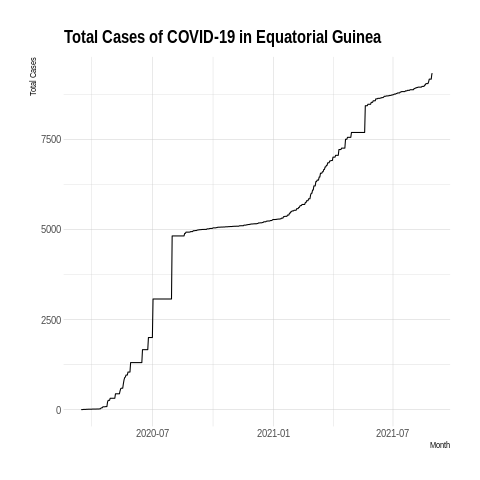 Total Cases of COVID-19 in Equatorial Guinea
Total Cases
7500
5000
2500
0
2020-07 2021-01 2021-07
Month